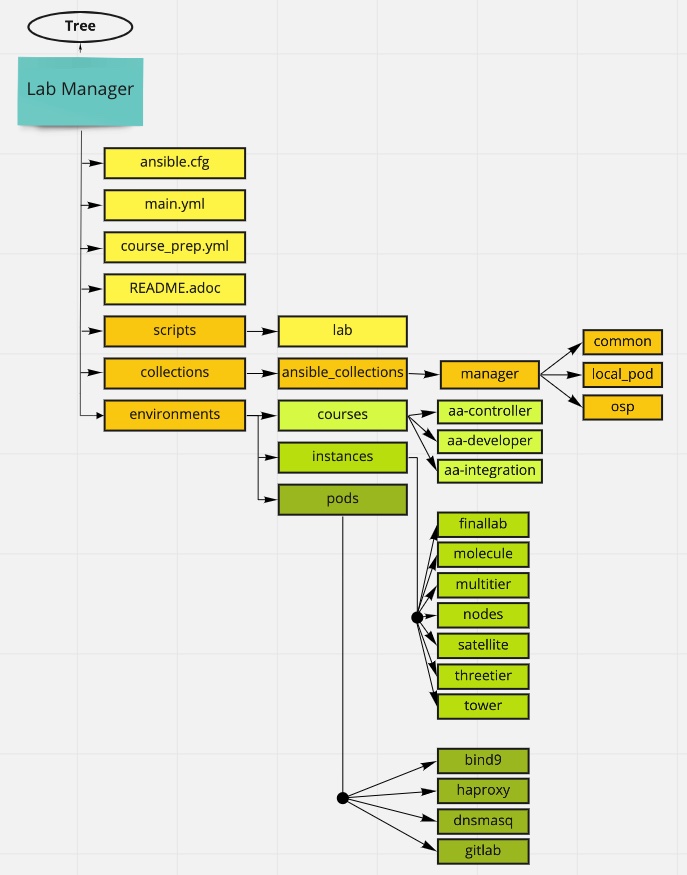 Tree
Lab Manager
ansible.cfg
main.yml
course_prep.yml
README.adoc
scripts
lab
collections
ansible_collections
manager
common
local_pod
osp
environments
courses
aa-controller
aa-developer
aa-integration
instances
finallab
molecule
multitier
nodes
satellite
threetier
tower
pods
bind9
haproxy
dnsmasq
gitlab